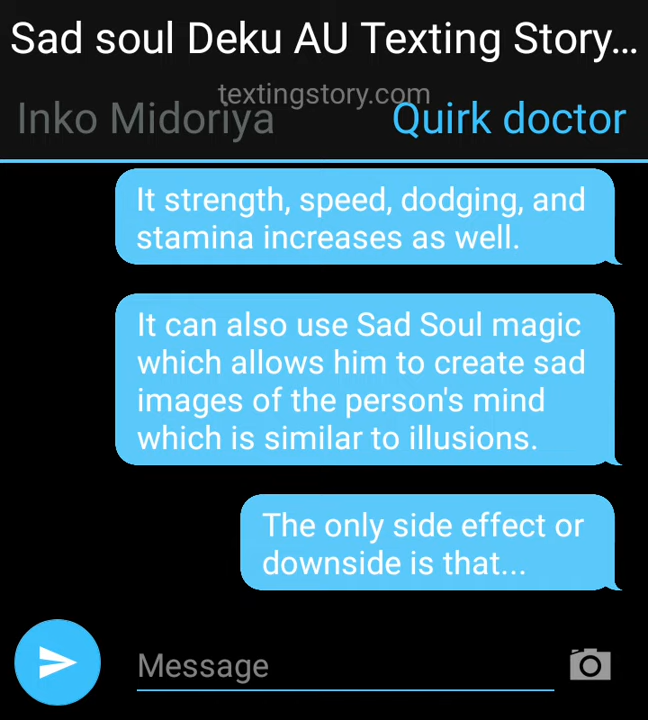 Sad soul Deku AU Texting Story...
textingstory.com
Inko Midoriya
Quirk doctor
It strength, speed, dodging, and
stamina increases as well.
It can also use Sad Soul magic
which allows him to create sad
images of the person's mind
which is similar to illusions.
The only side effect or
downside is that...
Message